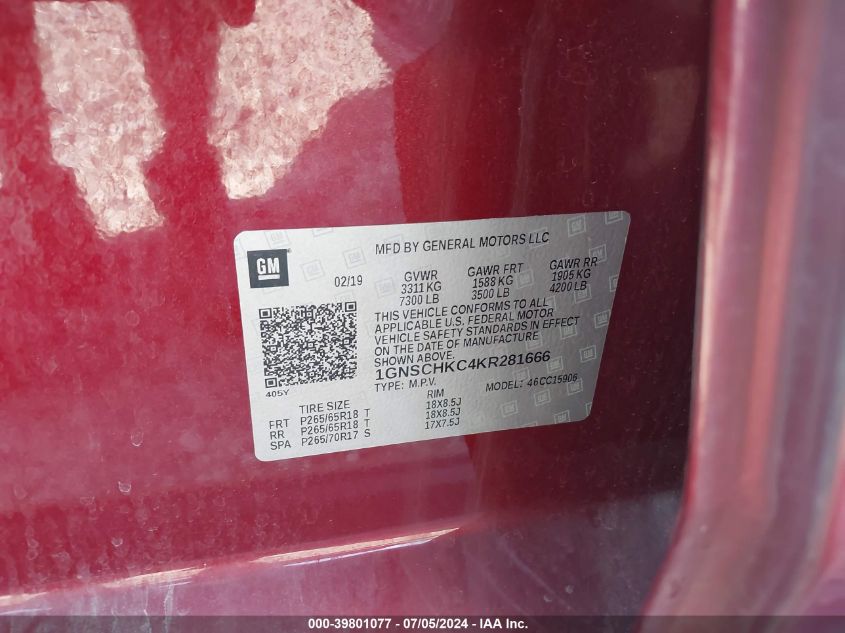 GM
MFD BY GENERAL MOTORS LLC
02/19
GVWR GAWR FRT GAWR RR
3311 KG 1588 KG 1905 KG
7300 LB 3500 LB 4200 LB
THIS VEHICLE CONFORMS TO ALL
APPLICABLE U.S. FEDERAL MOTOR
VEHICLE SAFETY STANDARDS IN EFFECT
ON THE DATE OF MANUFACTURE
SHOWN ABOVE.
1GNSCHKC4KR281666
TYPE: M.P.V. MODEL: 46CC15906
405Y
TIRE SIZE RIM
FRT P265/65R18 T 18X8.5J
RR P265/65R18 T 18X8.5J
SPA P265/70R17 S 17X7.5J
000-39801077 - 07/05/2024 - IAA Inc.